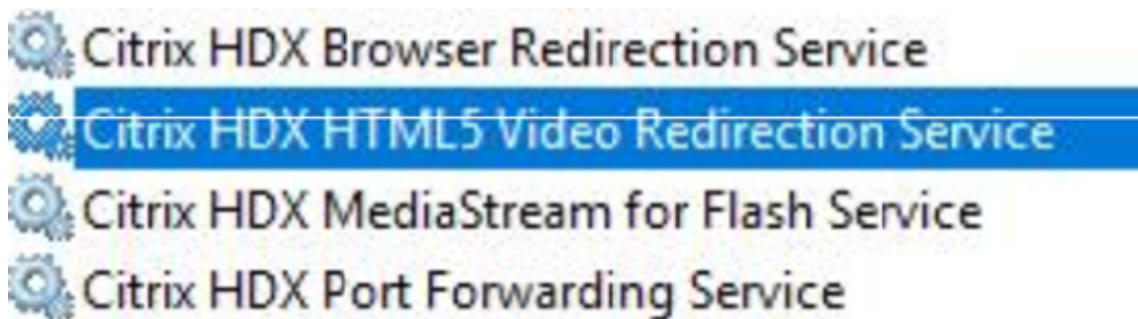 Citrix HDX Browser Redirection Service
Citrix HDX HTML5 Video Redirection Service
Citrix HDX MediaStream for Flash Service
Citrix HDX Port Forwarding Service